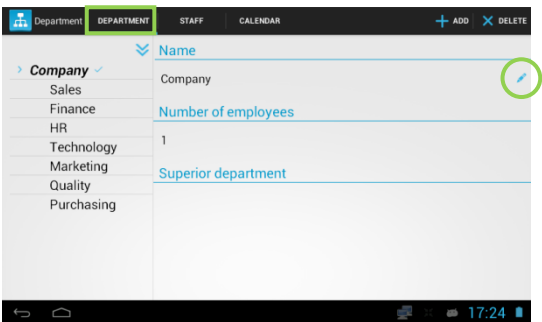 Department DEPARTMENT STAFF CALENDAR ADD DELETE
Name
Company
Company
Sales
Finance
Number of employees
HR
1
Technology
Marketing
Superior department
Quality
Purchasing
17:24